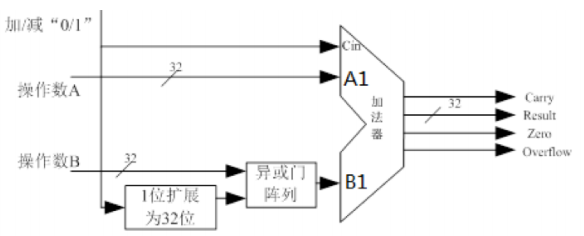 加/减“0/1”
Cin
32
A1
操作数A
加法器
32
Carry
Result
Zero
Overflow
操作数B
32
异或门
阵列
B1
1位扩展
为32位